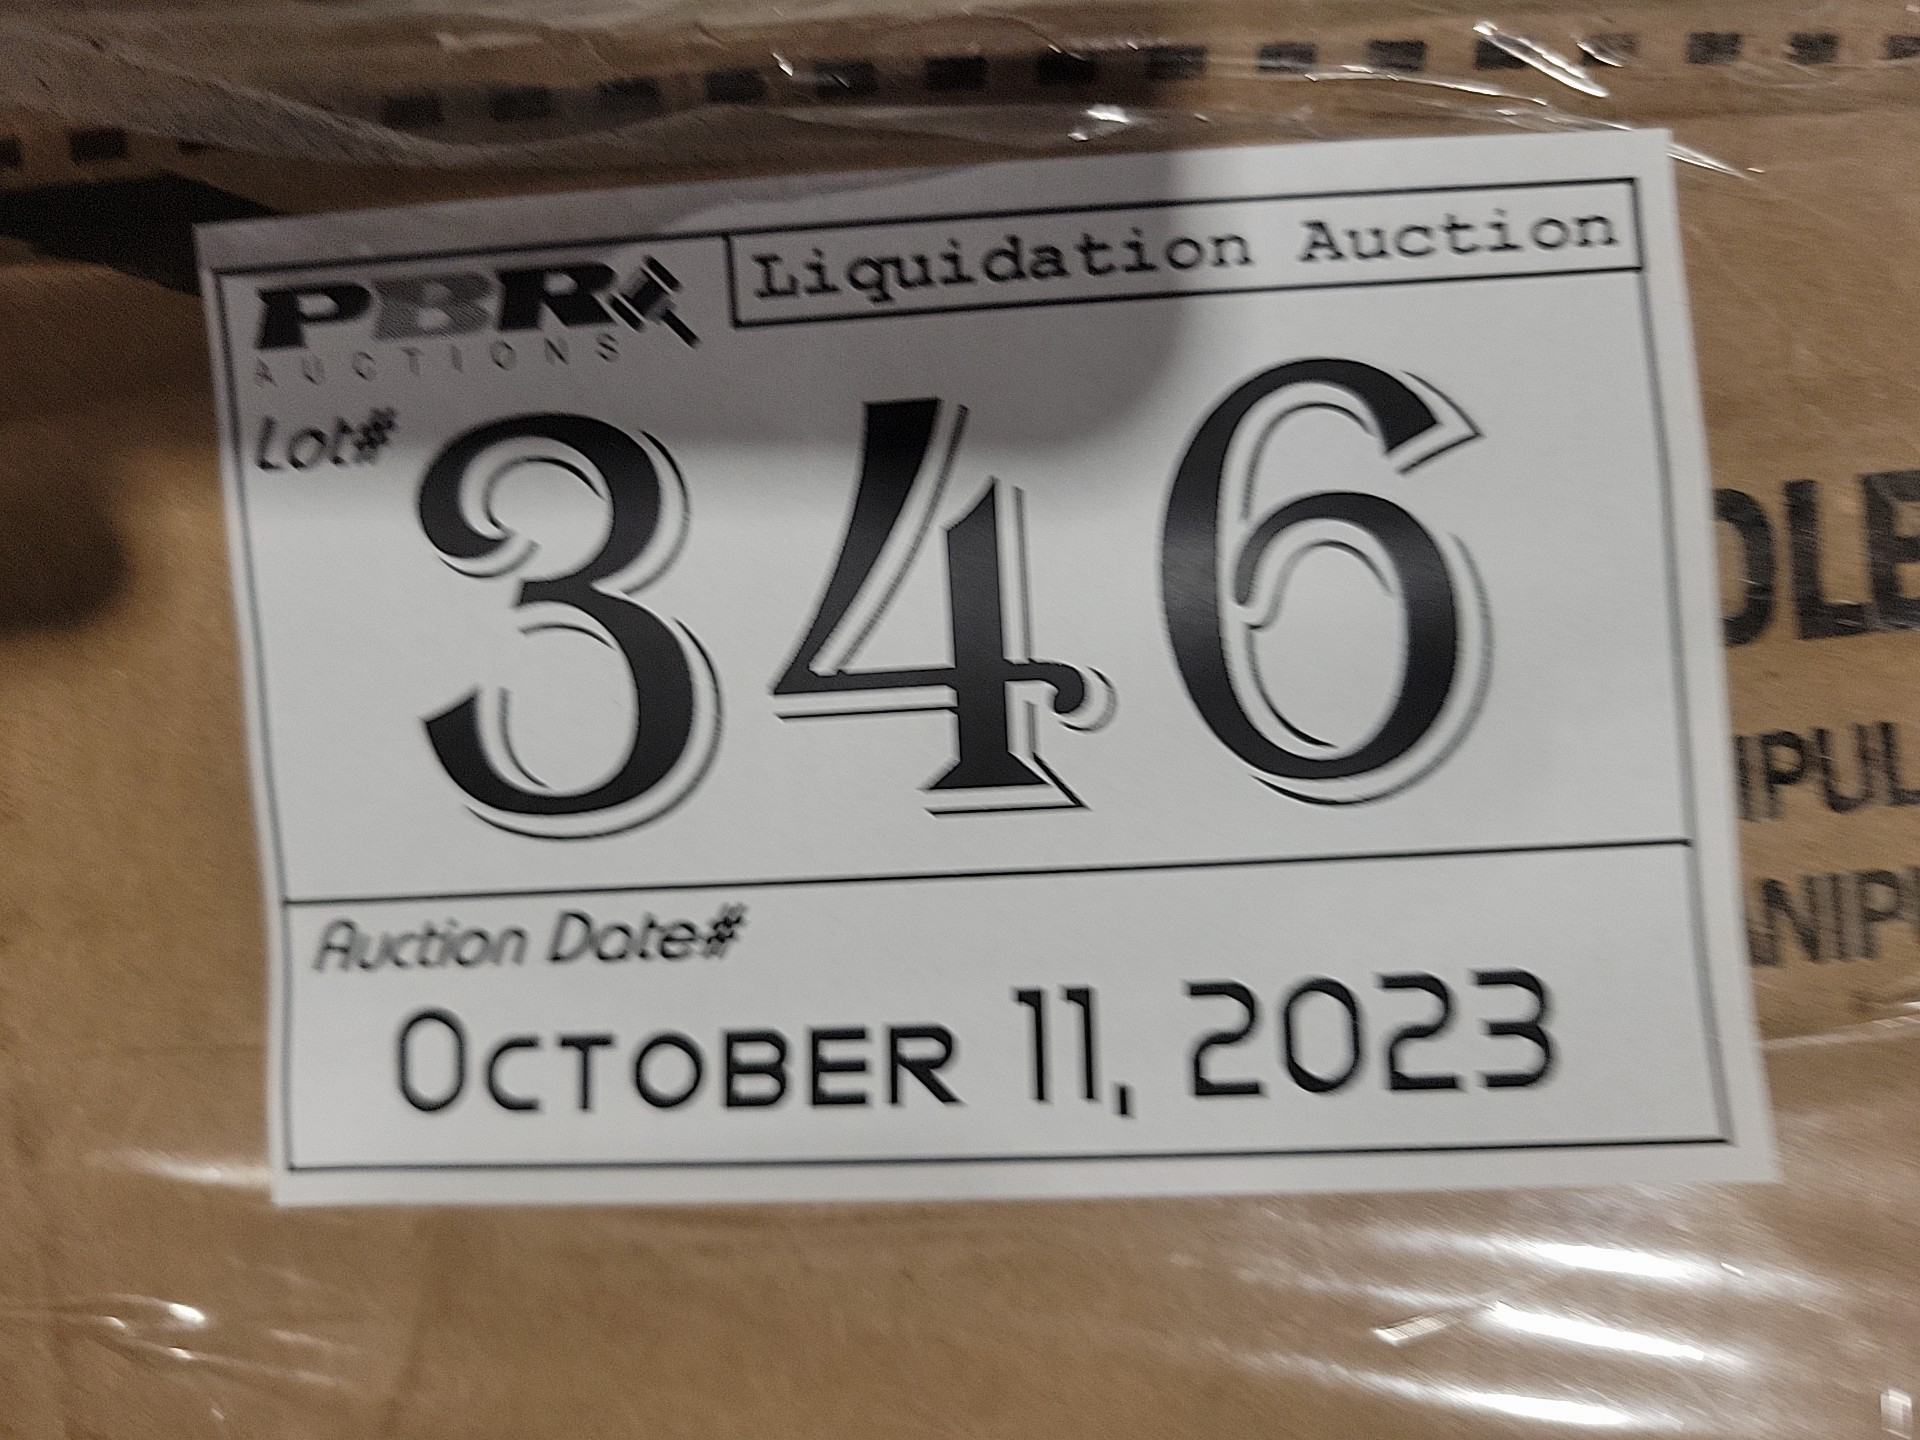 PBR
AUCTIONS
Liquidation Auction
Lot#
346
Auction Date#
October 11, 2023